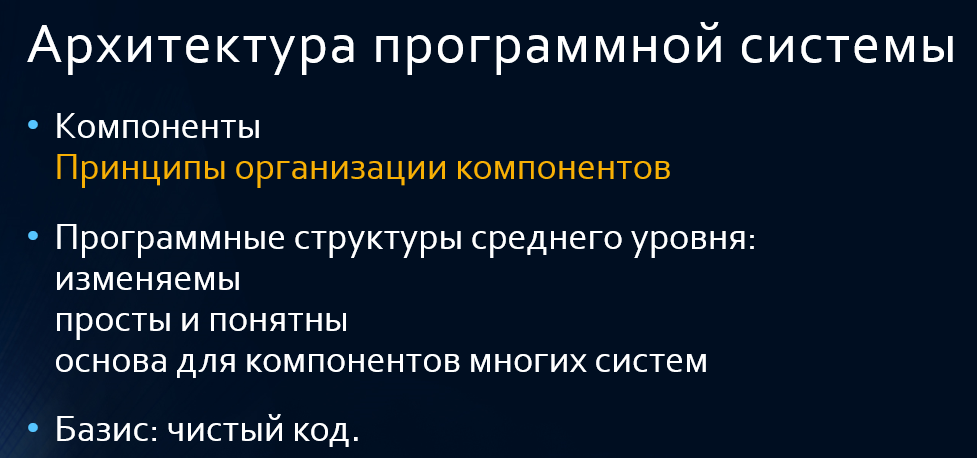 Архитектура программной системы
• Компоненты
Принципы организации компонентов
• Программные структуры среднего уровня:
изменяемы
просты и понятны
основа для компонентов многих систем
• Базис: чистый код.